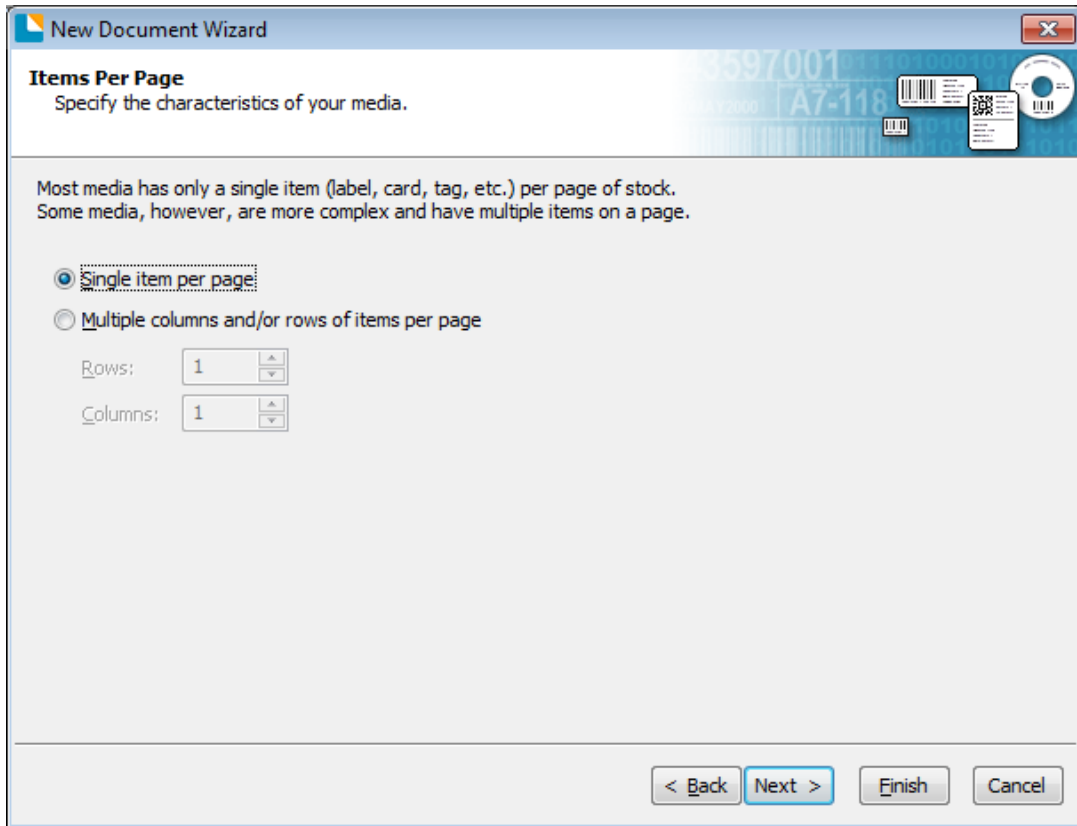 New Document Wizard
Items Per Page
Specify the characteristics of your media.
3597001
A7-118
Most media has only a single item (label, card, tag, etc.) per page of stock.
Some media, however, are more complex and have multiple items on a page.
Single item per page
Multiple columns and/or rows of items per page
Rows: 1
Columns: 1
< Back Next > Finish Cancel